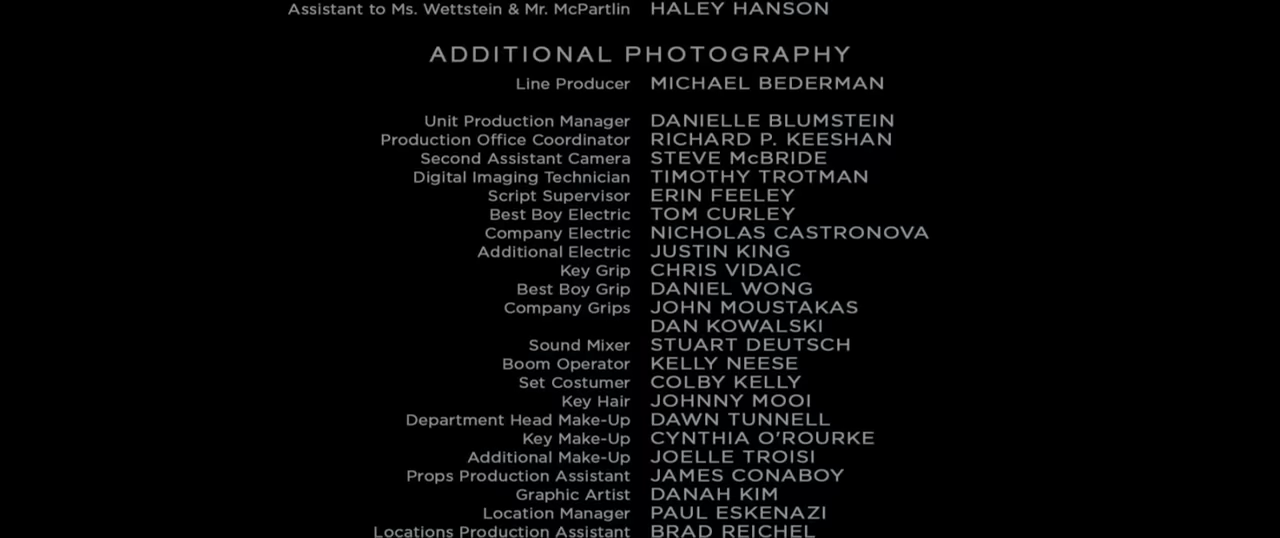 Assistant to Ms. Wettstein & Mr. McPartlin HALEY HANSON
ADDITIONAL PHOTOGRAPHY
Line Producer MICHAEL BEDERMAN
Unit Production Manager DANIELLE BLUMSTEIN
Production Office Coordinator RICHARD P. KEESHAN
Second Assistant Camera STEVE McBRIDE
Digital Imaging Technician TIMOTHY TROTMAN
Script Supervisor ERIN FEELEY
Best Boy Electric TOM CURLEY
Company Electric NICHOLAS CASTRONOVA
Additional Electric JUSTIN KING
Key Grip CHRIS VIDAIC
Best Boy Grip DANIEL WONG
Company Grips JOHN MOUSTAKAS
DAN KOWALSKI
Sound Mixer STUART DEUTSCH
Boom Operator KELLY NEESE
Set Costumer COLBY KELLY
Key Hair JOHNNY MOOI
Department Head Make-Up DAWN TUNNELL
Key Make-Up CYNTHIA O'ROURKE
Additional Make-Up JOELLE TROISI
Props Production Assistant JAMES CONABOY
Graphic Artist DANAH KIM
Location Manager PAUL ESKENAZI
Locations Production Assistant BRAD REICHEL